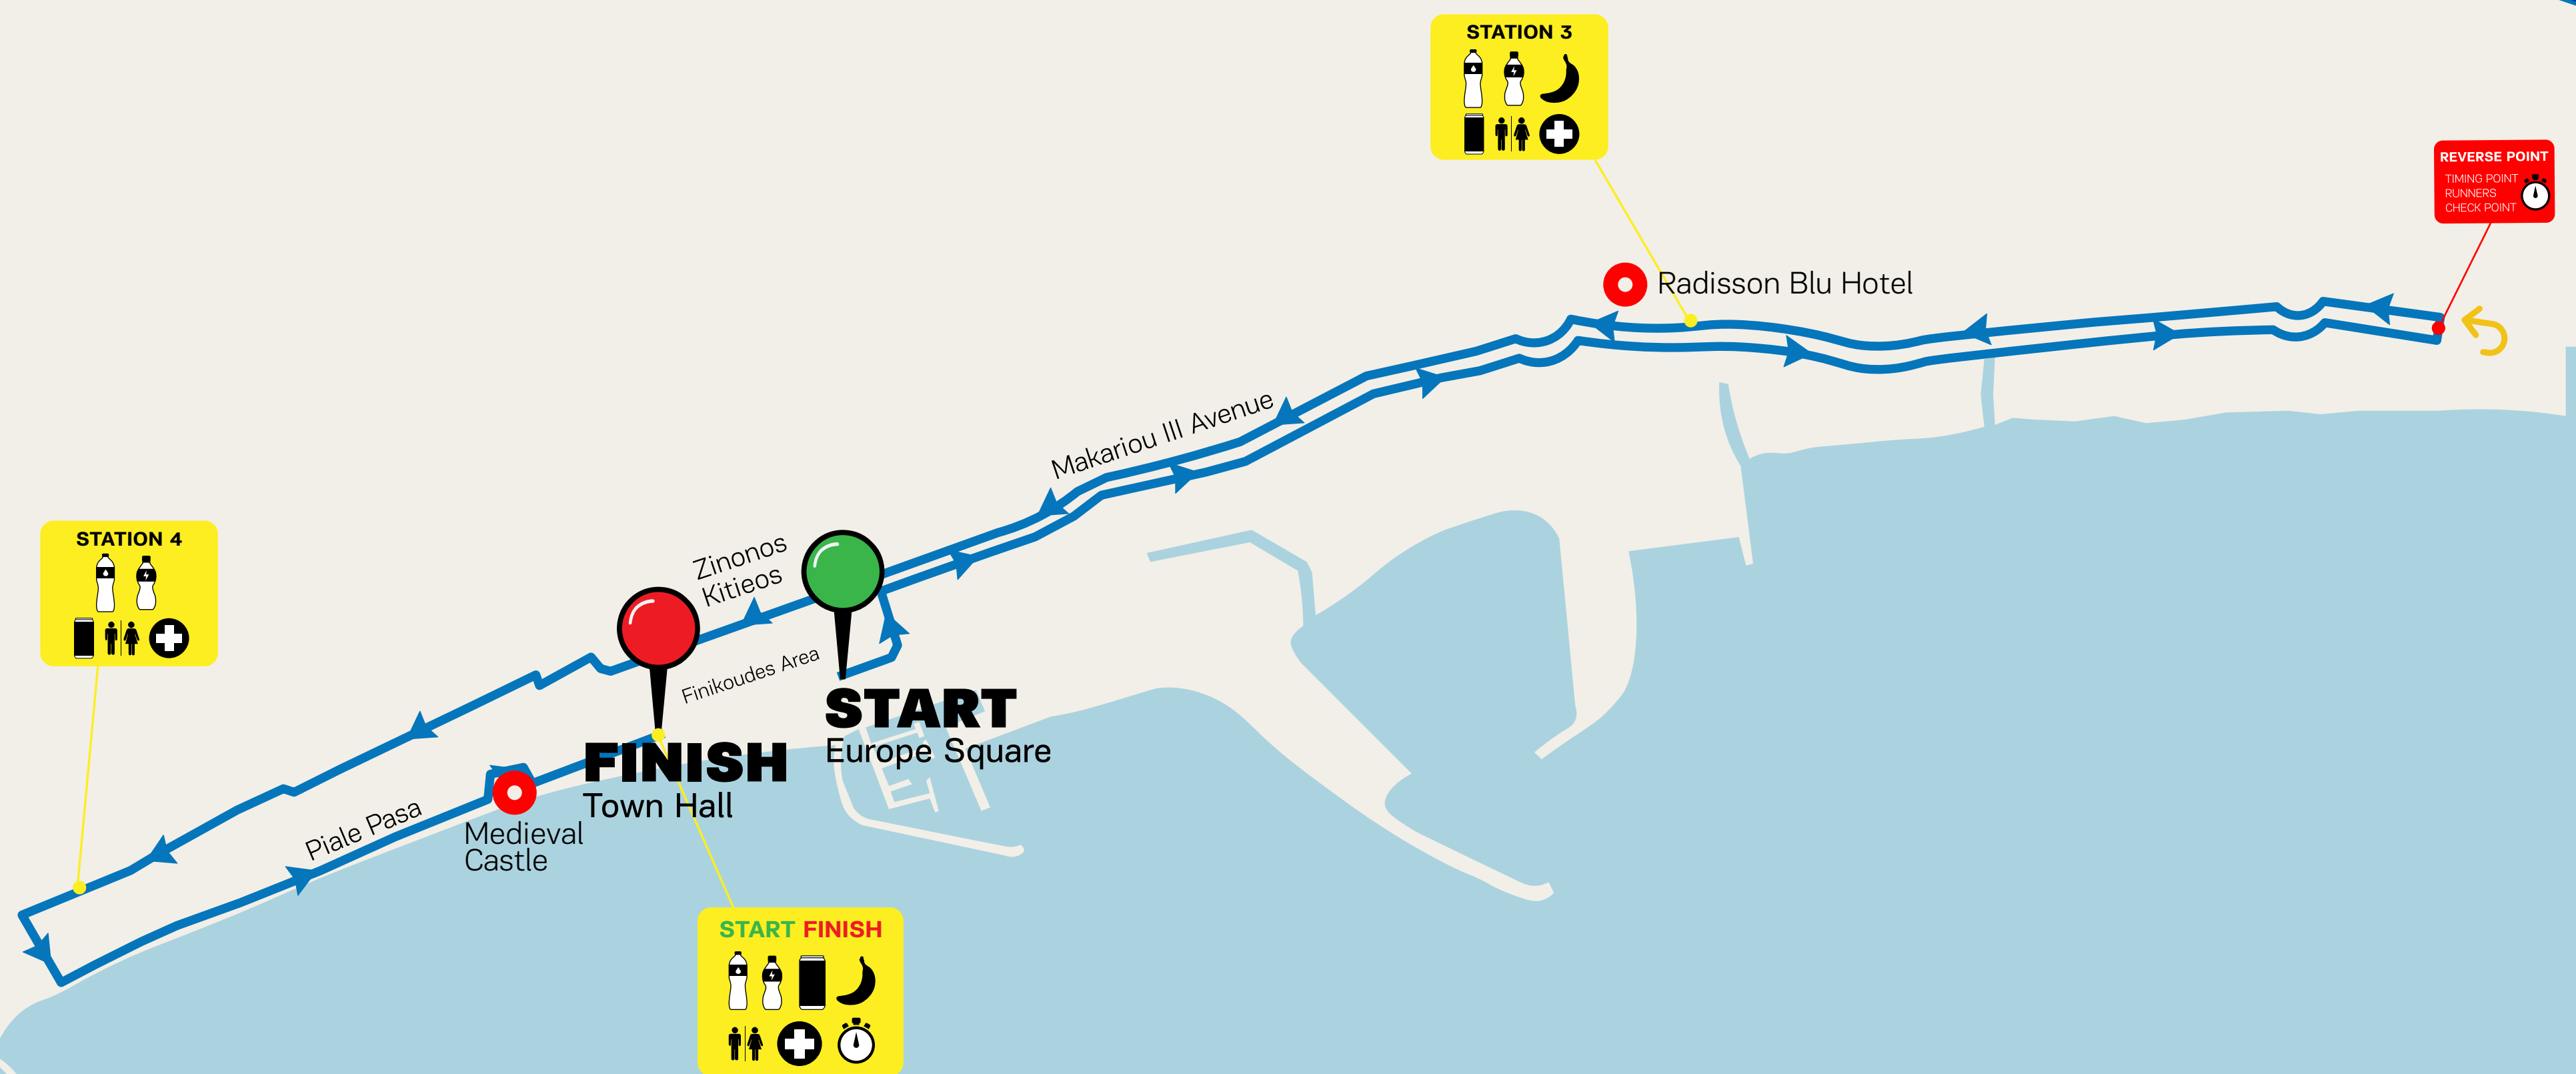 STATION 3
REVERSE POINT
TIMING POINT
RUNNERS
CHECK POINT
Radisson Blu Hotel
Makariou III Avenue
STATION 4
Zinonos
Kitieos
Finikoudes Area
START
Europe Square
FINISH
Town Hall
Piale Pasa
Medieval
Castle
START FINISH